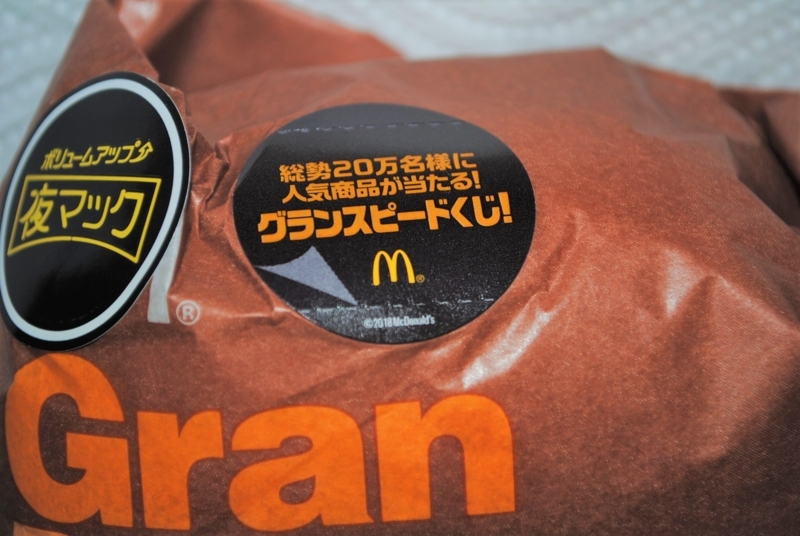 ボリュームアップ
夜マック
総勢20万名様に
人気商品が当たる!
グランスピードくじ!
®
©2018 McDonald's
®
Gran